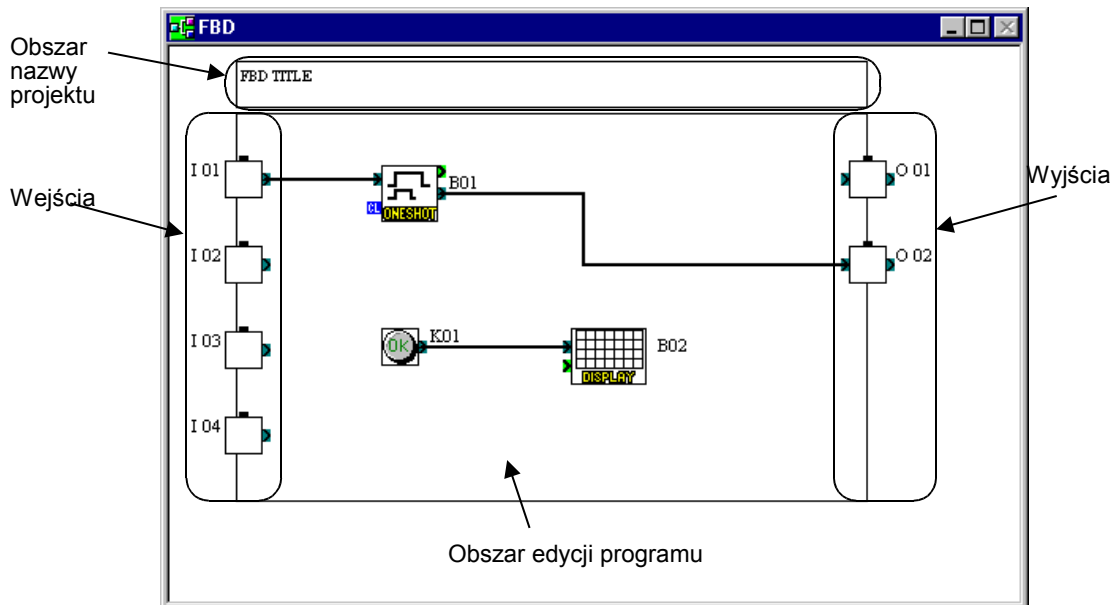 FBD
Obszar
nazwy
projektu
FBD TITLE
Wejścia
Wyjścia
I 01
B01
CL
ONESHOT
O 01
I 02
O 02
I 03
OK
K01
B02
DISPLAY
I 04
Obszar edycji programu